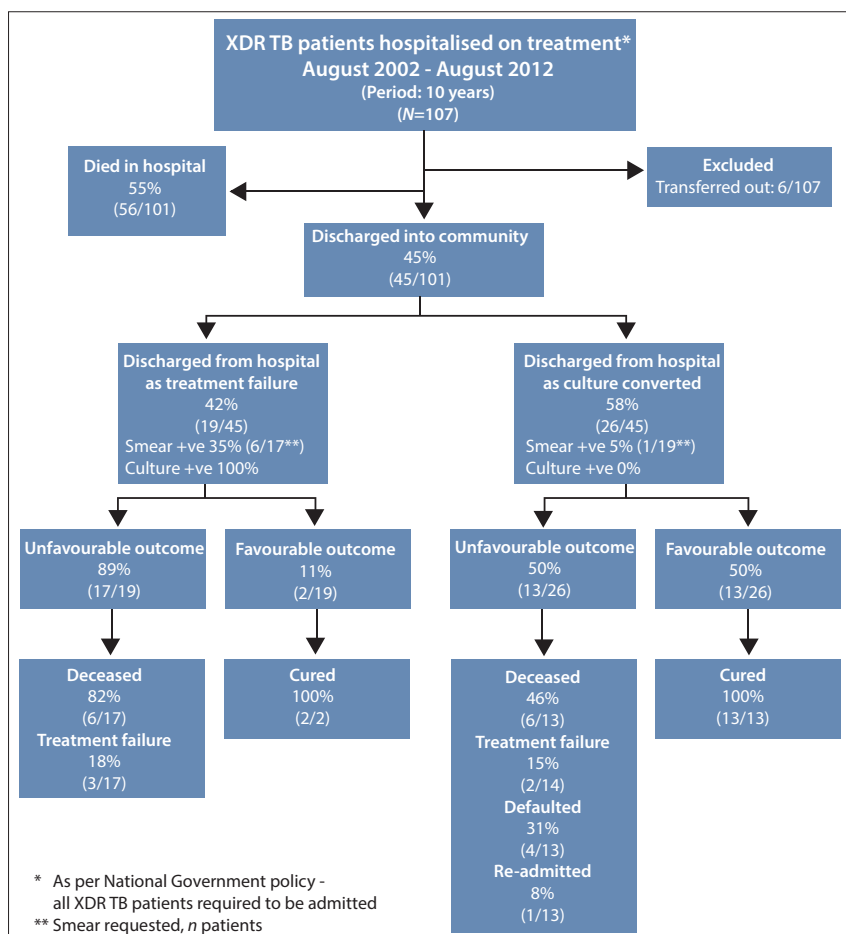 XDR TB patients hospitalised on treatment*
August 2002 - August 2012
(Period: 10 years)
(N=107)
Died in hospital
55%
(56/101)
Excluded
Transferred out: 6/107
Discharged into community
45%
(45/101)
Discharged from hospital
as treatment failure
42%
(19/45)
Smear +ve 35% (6/17**)
Culture +ve 100%
Discharged from hospital
as culture converted
58%
(26/45)
Smear +ve 5% (1/19**)
Culture +ve 0%
Unfavourable outcome
89%
(17/19)
Favourable outcome
11%
(2/19)
Unfavourable outcome
50%
(13/26)
Favourable outcome
50%
(13/26)
Deceased
82%
(6/17)
Treatment failure
18%
(3/17)
Cured
100%
(2/2)
Deceased
46%
(6/13)
Treatment failure
15%
(2/14)
Defaulted
31%
(4/13)
Re-admitted
8%
(1/13)
Cured
100%
(13/13)
* As per National Government policy -
all XDR TB patients required to be admitted
** Smear requested, n patients